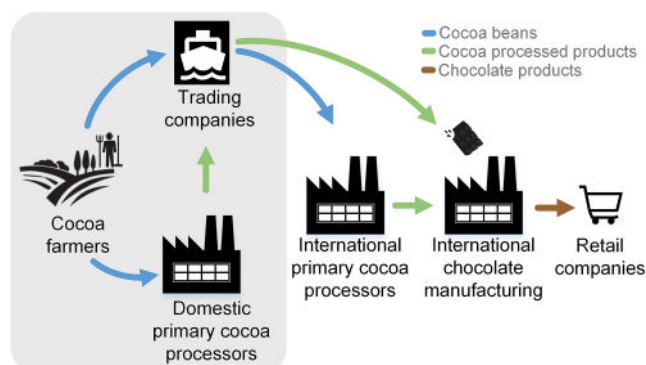 Cocoa beans
Cocoa processed products
Chocolate products
Trading
companies
Cocoa
farmers
Domestic
primary cocoa
processors
International
primary cocoa
processors
International
chocolate
manufacturing
Retail
companies